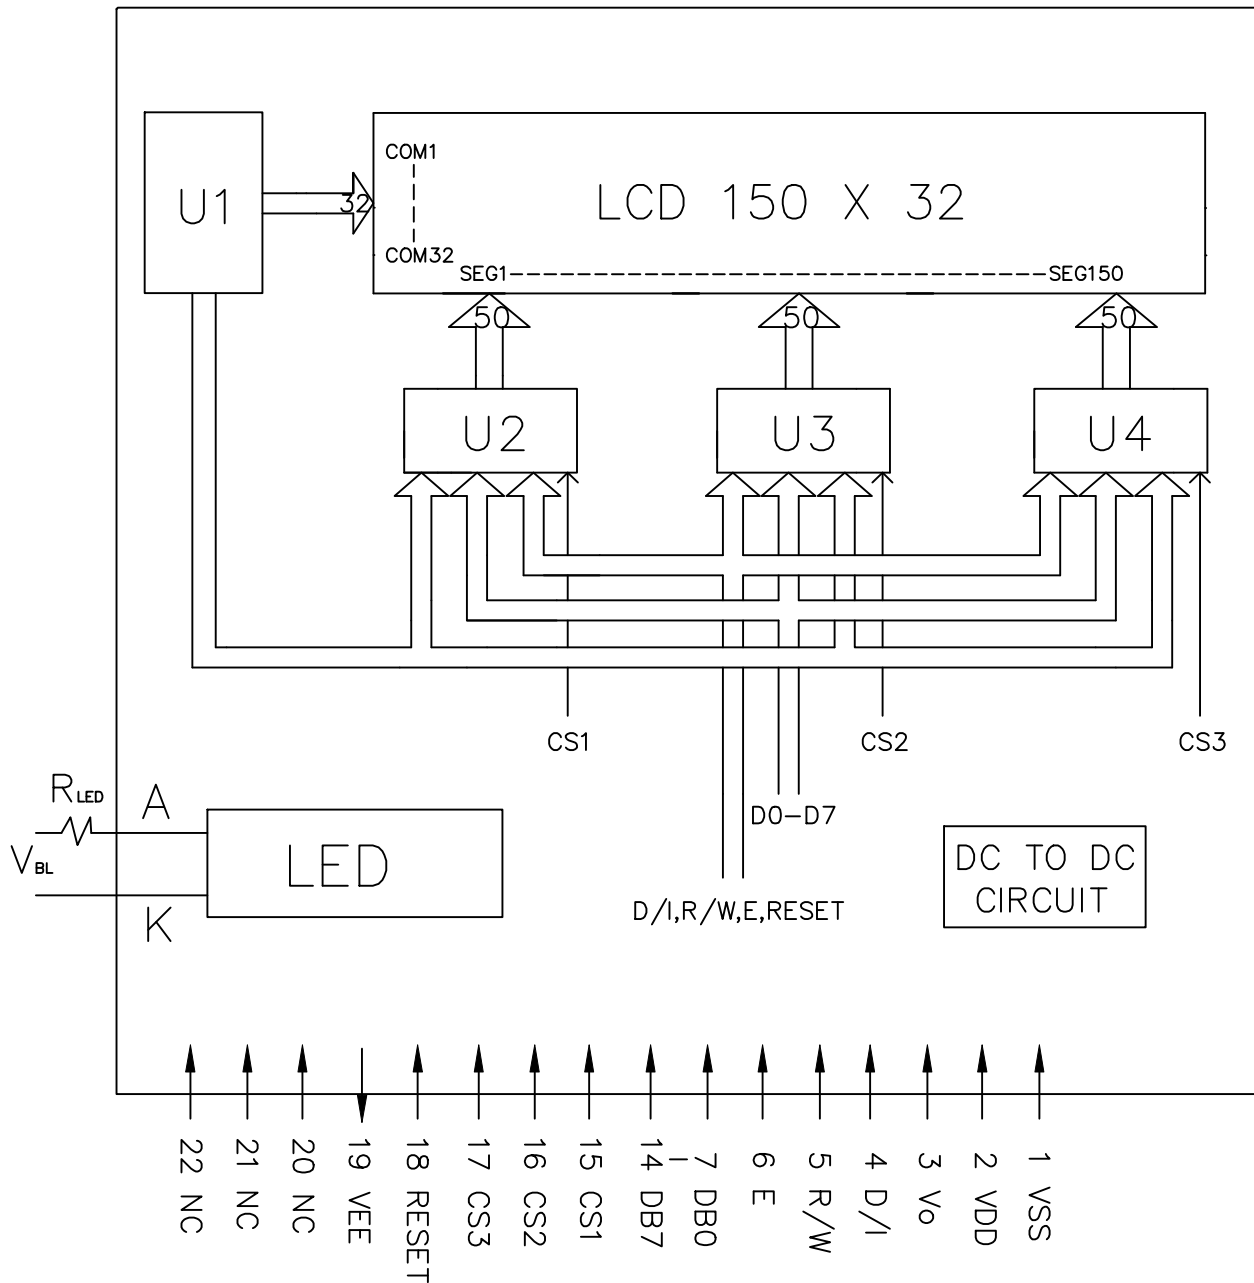 COM1
U1
32
LCD 150 X 32
COM32
SEG1
SEG150
50
50
50
U2
U3
U4
CS1
CS2
CS3
RLED
A
VBL
LED
K
D0-D7
D/I,R/W,E,RESET
DC TO DC
CIRCUIT
22 NC
21 NC
20 NC
19 VEE
18 RESET
17 CS3
16 CS2
15 CS1
14 DB7
7 DB0
6 E
5 R/W
4 D/I
3 Vo
2 VDD
1 VSS